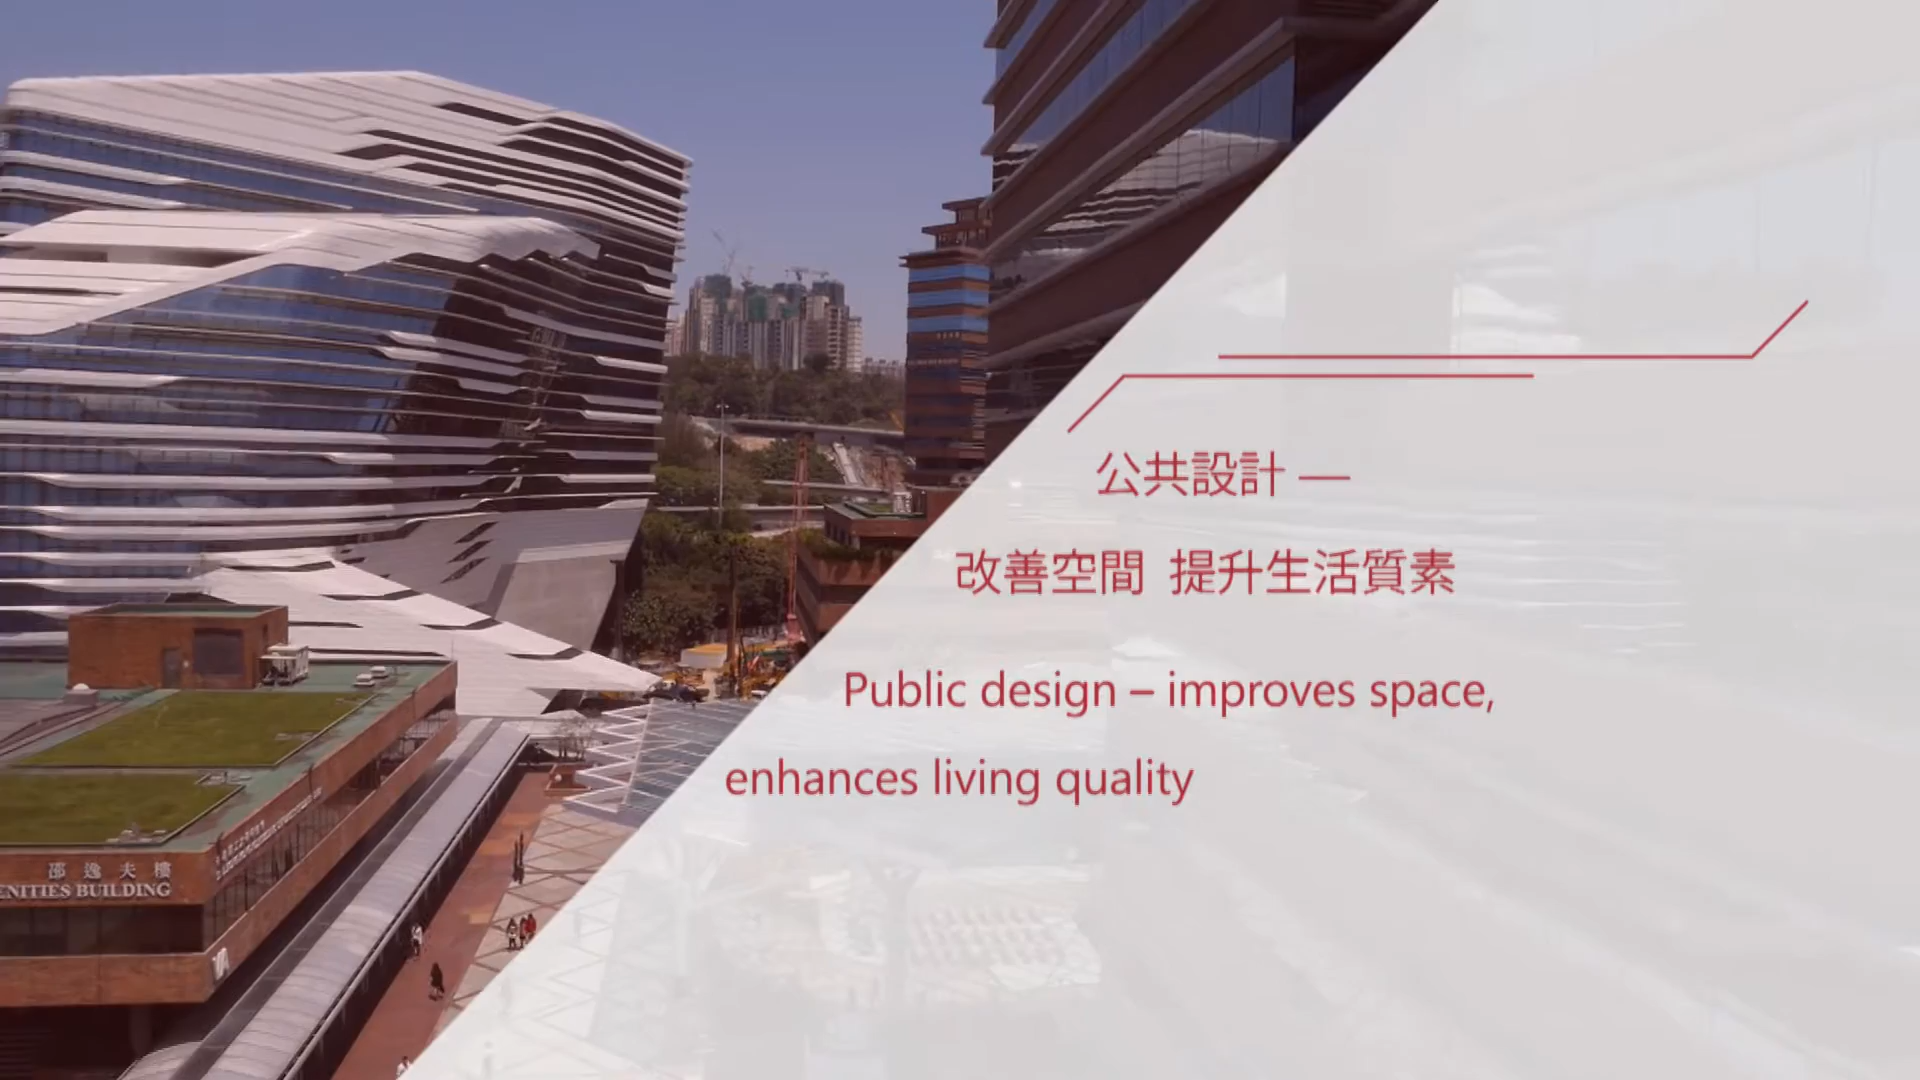 公共設計 —
改善空間 提升生活質素
Public design – improves space,
enhances living quality
邵逸夫樓
ENITIES BUILDING